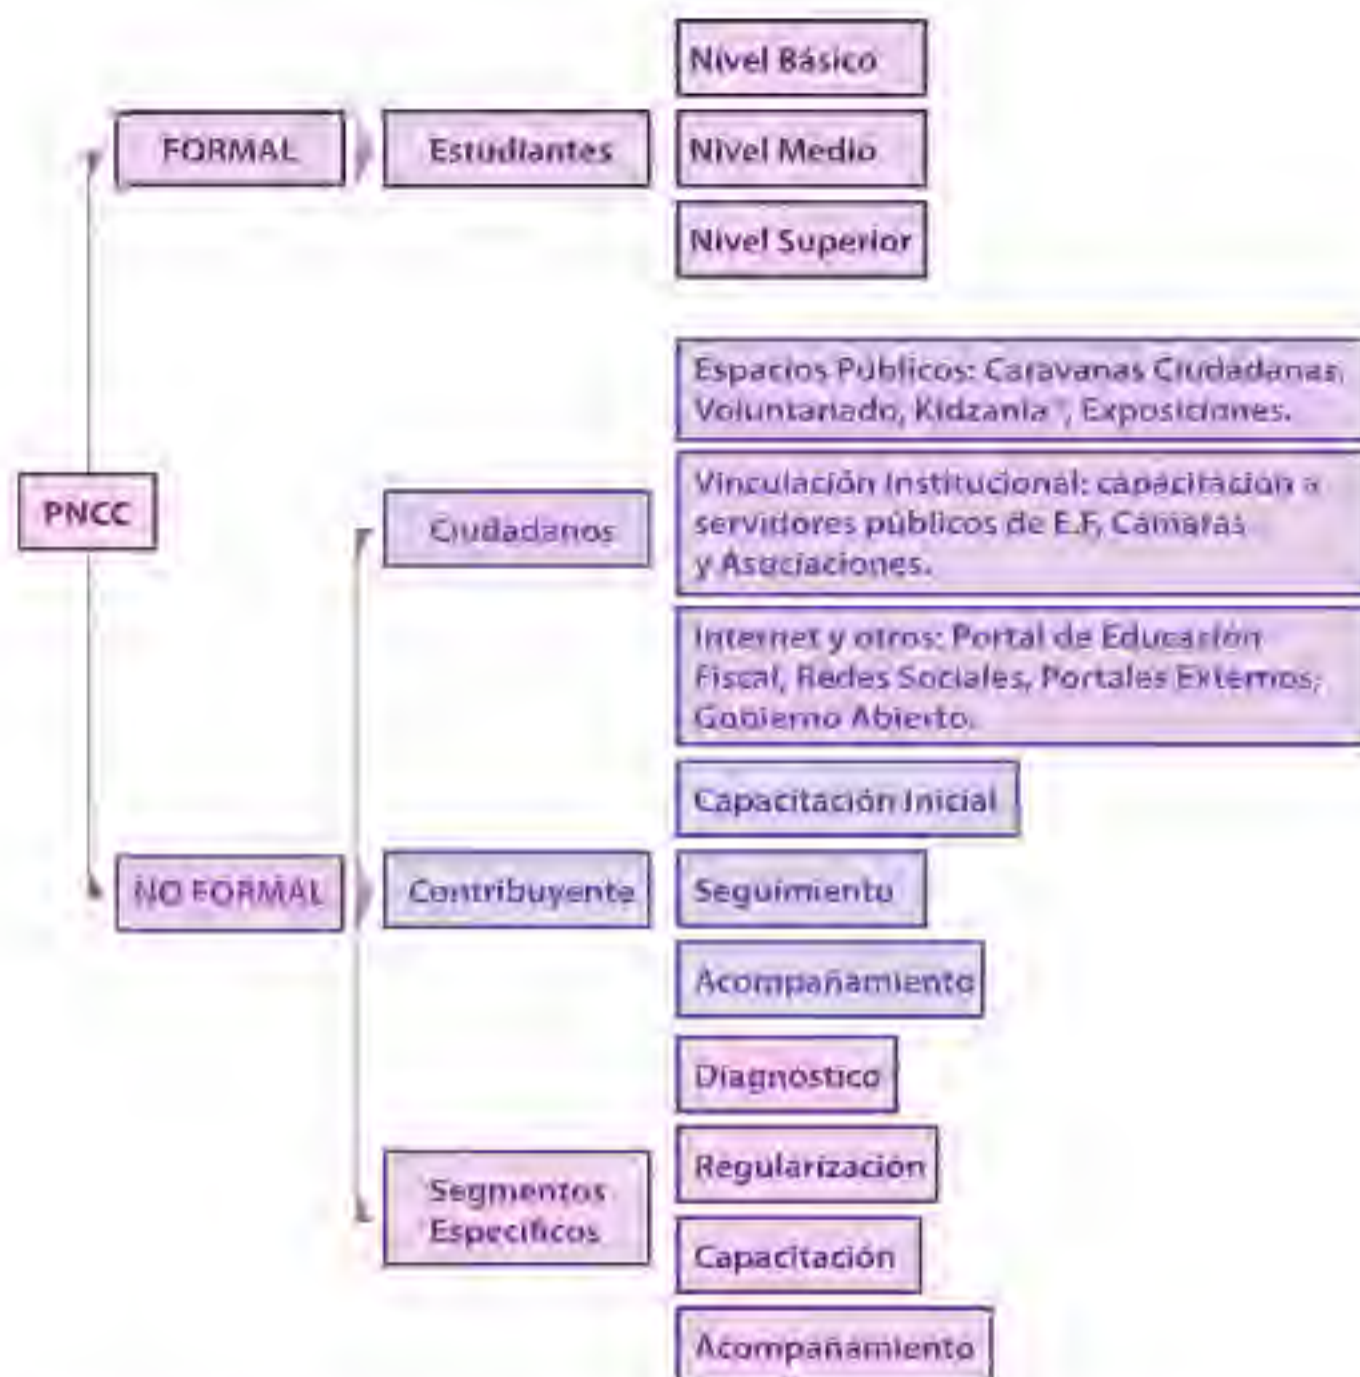 Nivel Básico
FORMAL
Estudiantes
Nivel Medio
Nivel Superior
PNCC
Ciudadanos
Espacios Públicos: Caravanas Ciudadanas,
Voluntariado, Kidzania®, Exposiciones.
Vinculación Institucional: capacitación a
servidores públicos de E.F, Cámaras
y Asociaciones.
Internet y otros: Portal de Educación
Fiscal, Redes Sociales, Portales Externos,
Gobierno Abierto.
NO FORMAL
Contribuyente
Capacitación Inicial
Seguimiento
Acompañamiento
Segmentos
Específicos
Diagnóstico
Regularización
Capacitación
Acompañamiento